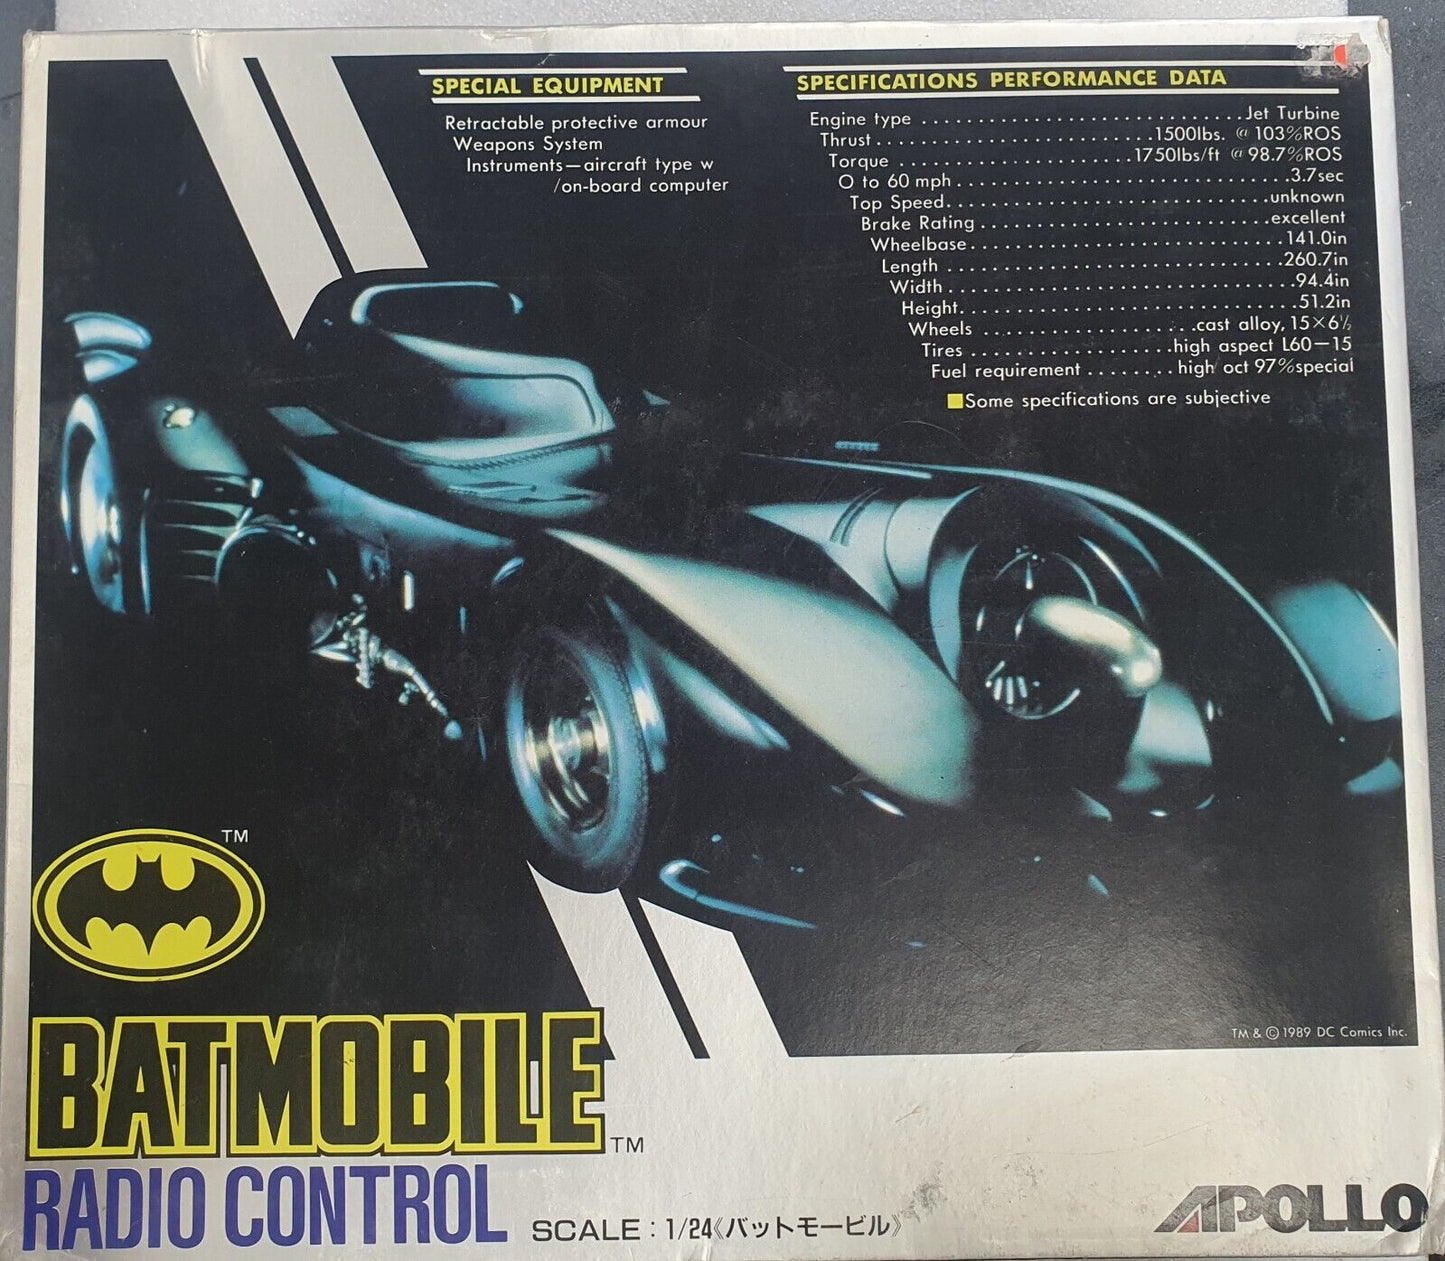 SPECIAL EQUIPMENT
Retractable protective armour
Weapons System
Instruments—aircraft type w
/on-board computer
SPECIFICATIONS PERFORMANCE DATA
Engine type ............................. Jet Turbine
Thrust ......................... 1500lbs. @ 103%ROS
Torque ..................... 1750lbs/ft @ 98.7%ROS
O to 60 mph ................................ 3.7sec
Top Speed ............................. unknown
Brake Rating .......................... excellent
Wheelbase ............................ 141.0in
Length .............................. 260.7in
Width ............................... 94.4in
Height .............................. 51.2in
Wheels .................... cast alloy, 15×6½
Tires .................. high aspect L60—15
Fuel requirement ........ high oct 97%special
■Some specifications are subjective
TM
TM & © 1989 DC Comics Inc.
BATMOBILE TM
RADIO CONTROL
SCALE : 1/24《バットモービル》
APOLLO